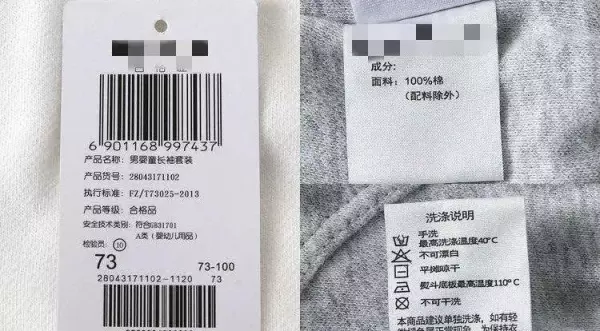 合格证
6 901168 997437
产品名称：男婴童长袖套装
产品货号：28043171102
执行标准：FZ/T73025-2013
产品等级：合格品
安全技术类别：符合GB31701
A类（婴幼儿用品）
检验员：⑩
73
73-100
28043171102-1120 73
成分：
面料：100%棉
（配料除外）
洗涤说明
手洗
最高洗涤温度40℃
不可漂白
平摊晾干
熨斗底板最高温度110℃
不可干洗
本商品建议单独洗涤，如有轻